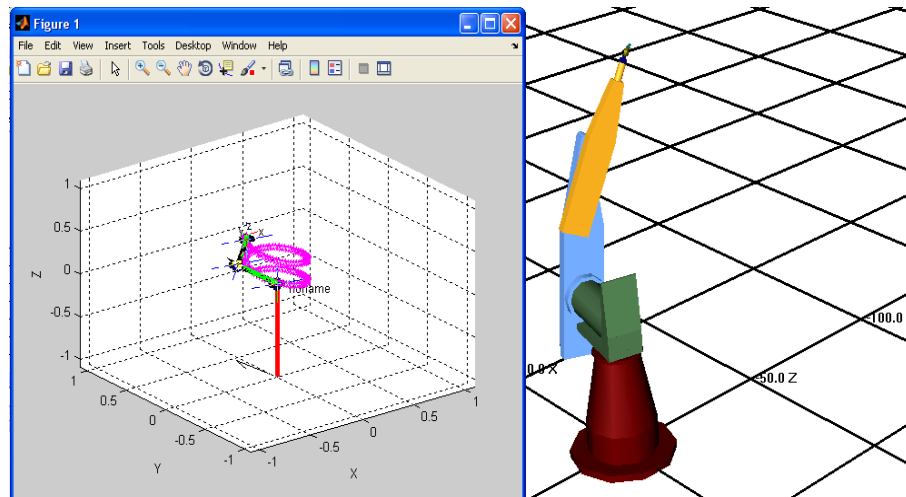 Figure 1
File Edit View Insert Tools Desktop Window Help
1
0.5
0
-0.5
-1
Z
1
0.5
0
-0.5
-1
Y
-1
-0.5
0
0.5
1
X
Y Z X
noname
-100.0
-50.0 Z
0.0 X